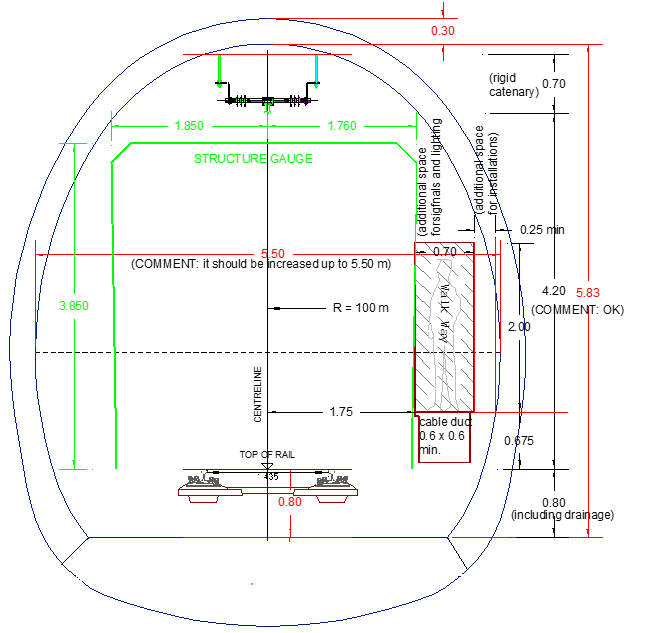 0.30
(rigid
catenary)
0.70
1.850
1.760
STRUCTURE GAUGE
(additional space
forsigfnals and lighting
(additional space
for installations)
0.25 min
5.50
0.70
(COMMENT: it should be increased up to 5.50 m)
3.850
R = 100 m
Walk Way
4.20
5.83
(COMMENT: OK)
2.00
CENTRELINE
1.75
cable duct
0.6 x 0.6
min.
0.675
TOP OF RAIL
435
0.80
0.80
(including drainage)